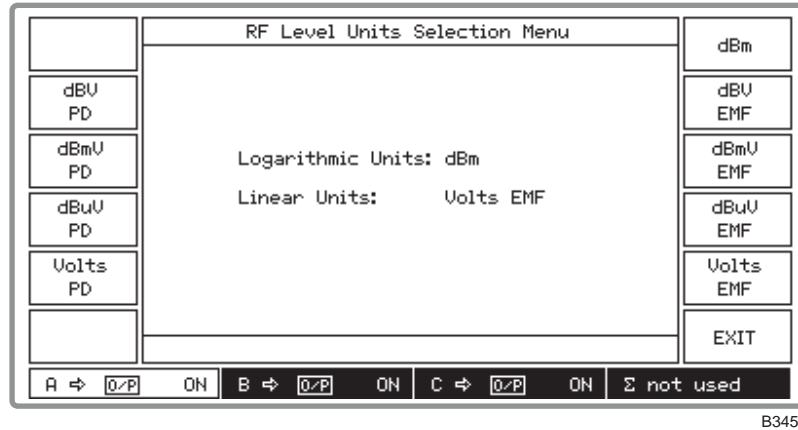 RF Level Units Selection Menu
dBV
PD
dBmV
PD
dBuV
PD
Volts
PD
Logarithmic Units: dBm
Linear Units: Volts EMF
dBm
dBV
EMF
dBmV
EMF
dBuV
EMF
Volts
EMF
EXIT
A ⇨ O/P ON
B ⇨ O/P ON
C ⇨ O/P ON
Σ not used
B345